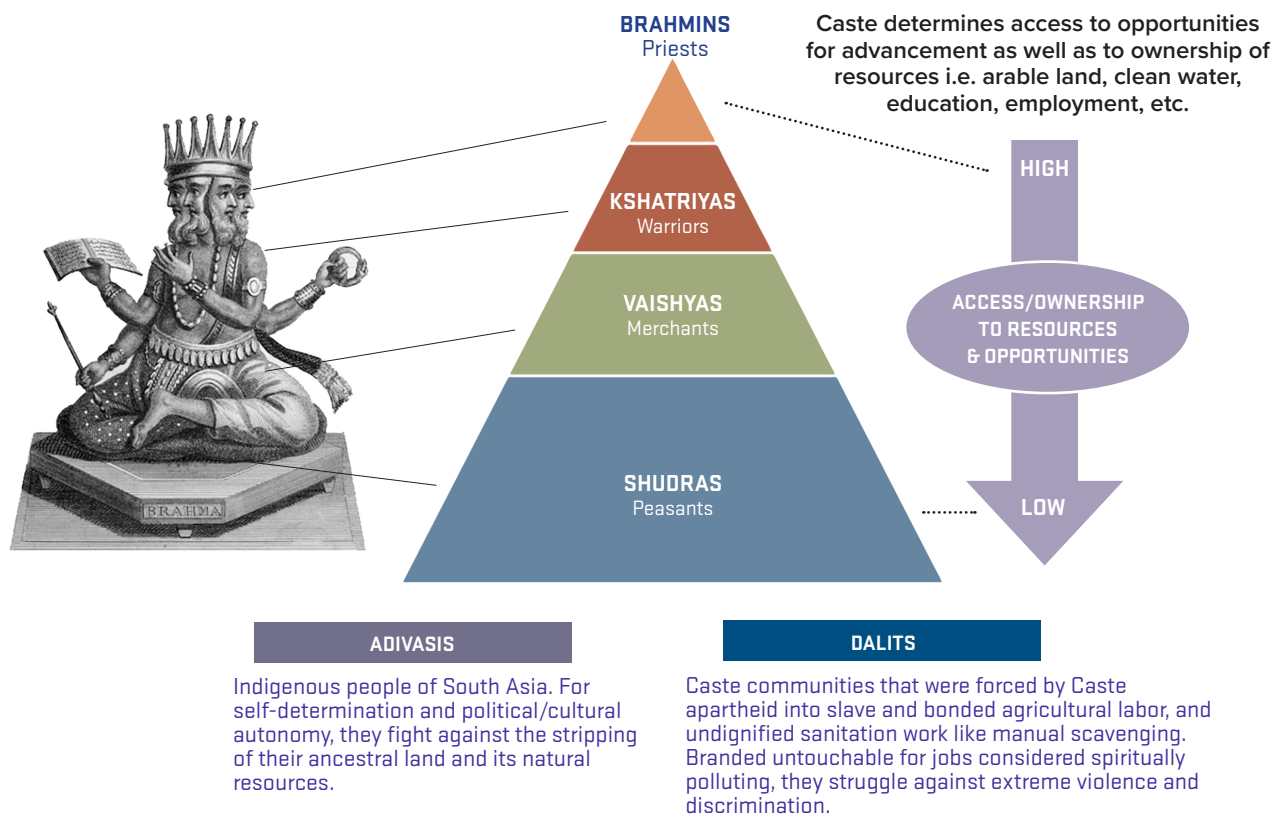 BRAHMINS
Priests
Caste determines access to opportunities
for advancement as well as to ownership of
resources i.e. arable land, clean water,
education, employment, etc.
HIGH
KSHATRIYAS
Warriors
VAISHYAS
Merchants
ACCESS/OWNERSHIP
TO RESOURCES
& OPPORTUNITIES
SHUDRAS
Peasants
LOW
BRAHMA
ADIVASIS
Indigenous people of South Asia. For
self-determination and political/cultural
autonomy, they fight against the stripping
of their ancestral land and its natural
resources.
DALITS
Caste communities that were forced by Caste
apartheid into slave and bonded agricultural labor, and
undignified sanitation work like manual scavenging.
Branded untouchable for jobs considered spiritually
polluting, they struggle against extreme violence and
discrimination.